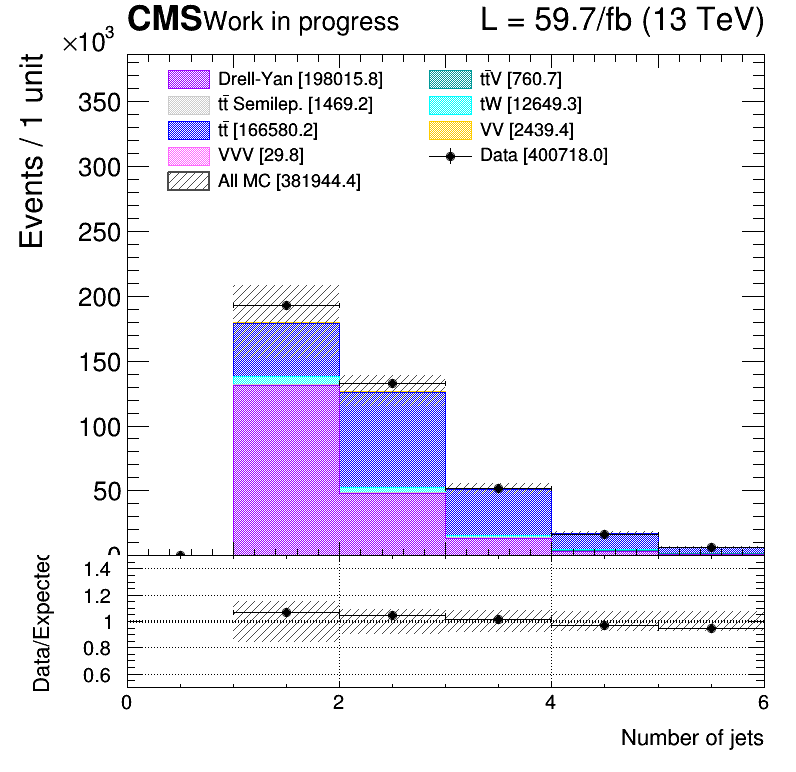 CMS Work in progress L = 59.7/fb (13 TeV)
×10³
Events / 1 unit
350
300
250
200
150
100
50
0
Drell-Yan [198015.8]
tt̄ Semilep. [1469.2]
tt̄ [166580.2]
VVV [29.8]
All MC [381944.4]
tt̄V [760.7]
tW [12649.3]
VV [2439.4]
Data [400718.0]
Data/Expected
1.4
1.2
1
0.8
0.6
0 2 4 6
Number of jets